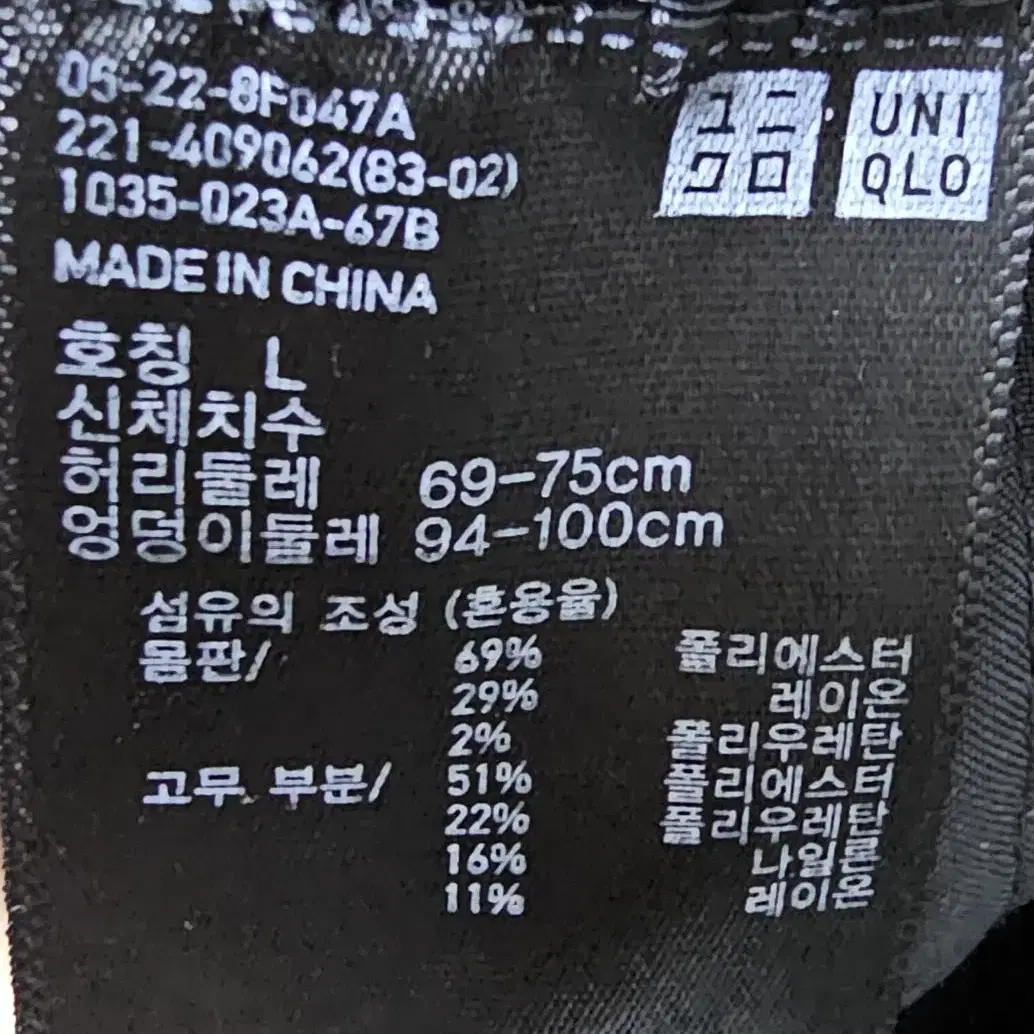 05-22-8F047A
221-409062(83-02)
1035-023A-67B
MADE IN CHINA
ユニ
クロ
UNI
QLO
호칭 L
신체치수
허리둘레 69-75cm
엉덩이둘레 94-100cm
섬유의 조성 (혼용율)
몸판/ 69% 폴리에스터
29% 레이온
2% 폴리우레탄
고무 부분/ 51% 폴리에스터
22% 폴리우레탄
16% 나일론
11% 레이온